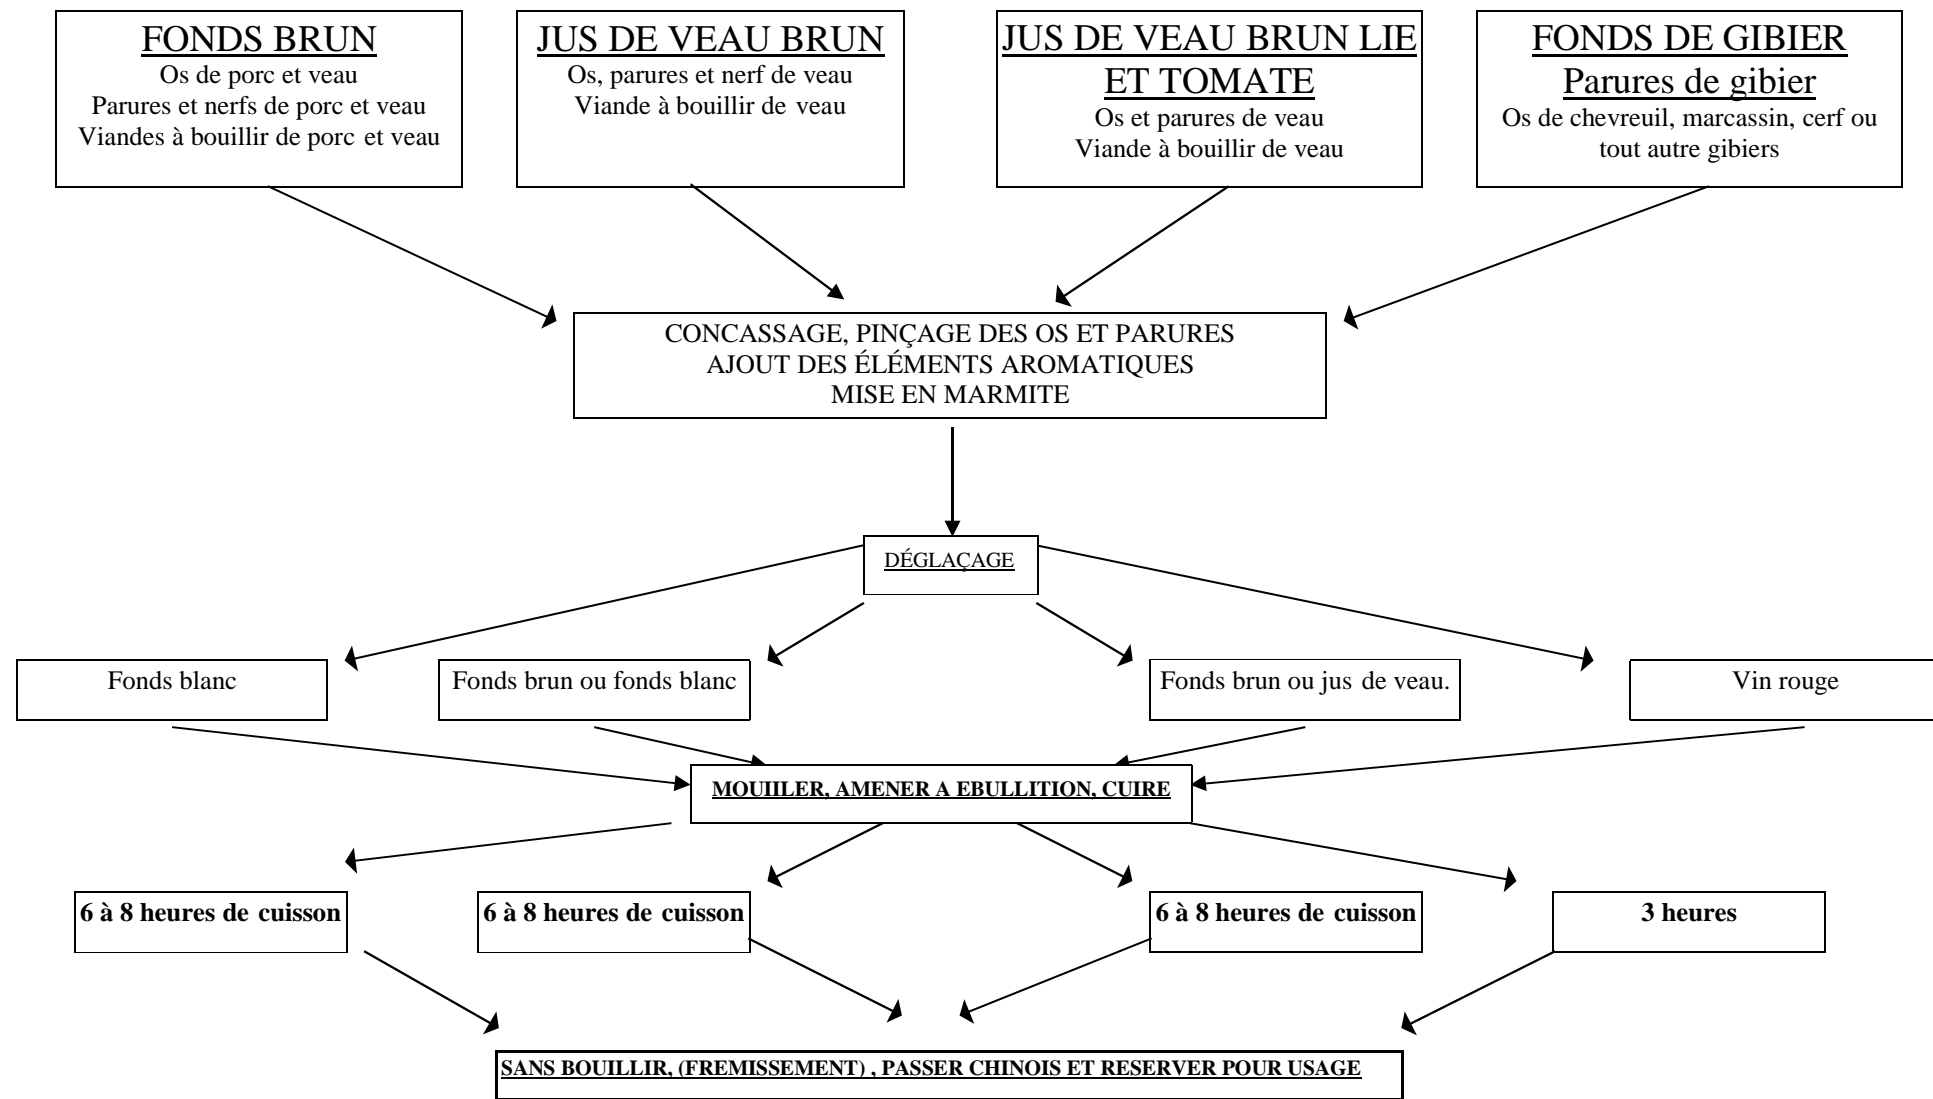 FONDS BRUN
Os de porc et veau
Parures et nerfs de porc et veau
Viandes à bouillir de porc et veau
JUS DE VEAU BRUN
Os, parures et nerf de veau
Viande à bouillir de veau
JUS DE VEAU BRUN LIE
ET TOMATE
Os et parures de veau
Viande à bouillir de veau
FONDS DE GIBIER
Parures de gibier
Os de chevreuil, marcassin, cerf ou
tout autre gibiers
CONCASSAGE, PINÇAGE DES OS ET PARURES
AJOUT DES ÉLÉMENTS AROMATIQUES
MISE EN MARMITE
DÉGLAÇAGE
Fonds blanc
Fonds brun ou fonds blanc
Fonds brun ou jus de veau.
Vin rouge
MOUIILER, AMENER A EBULLITION, CUIRE
6 à 8 heures de cuisson
6 à 8 heures de cuisson
6 à 8 heures de cuisson
3 heures
SANS BOUILLIR, (FREMISSEMENT) , PASSER CHINOIS ET RESERVER POUR USAGE